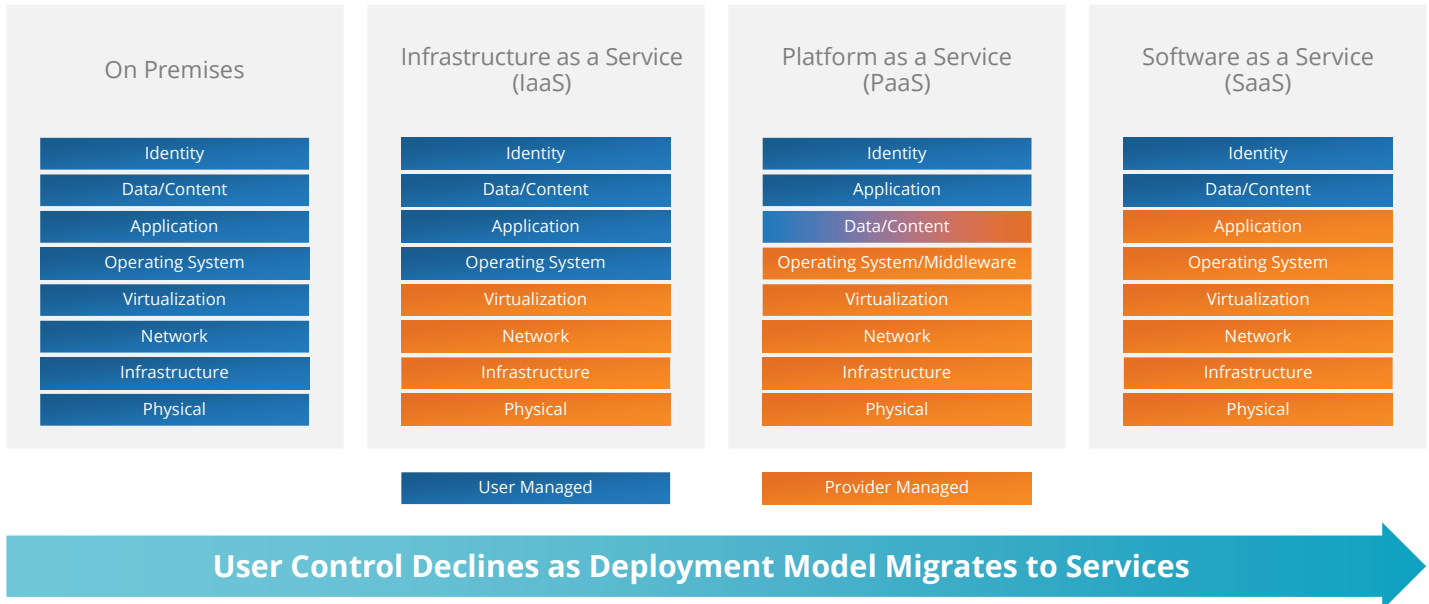 On Premises
Identity
Data/Content
Application
Operating System
Virtualization
Network
Infrastructure
Physical
Infrastructure as a Service
(IaaS)
Identity
Data/Content
Application
Operating System
Virtualization
Network
Infrastructure
Physical
Platform as a Service
(PaaS)
Identity
Application
Data/Content
Operating System/Middleware
Virtualization
Network
Infrastructure
Physical
Software as a Service
(SaaS)
Identity
Data/Content
Application
Operating System
Virtualization
Network
Infrastructure
Physical
User Managed
Provider Managed
User Control Declines as Deployment Model Migrates to Services